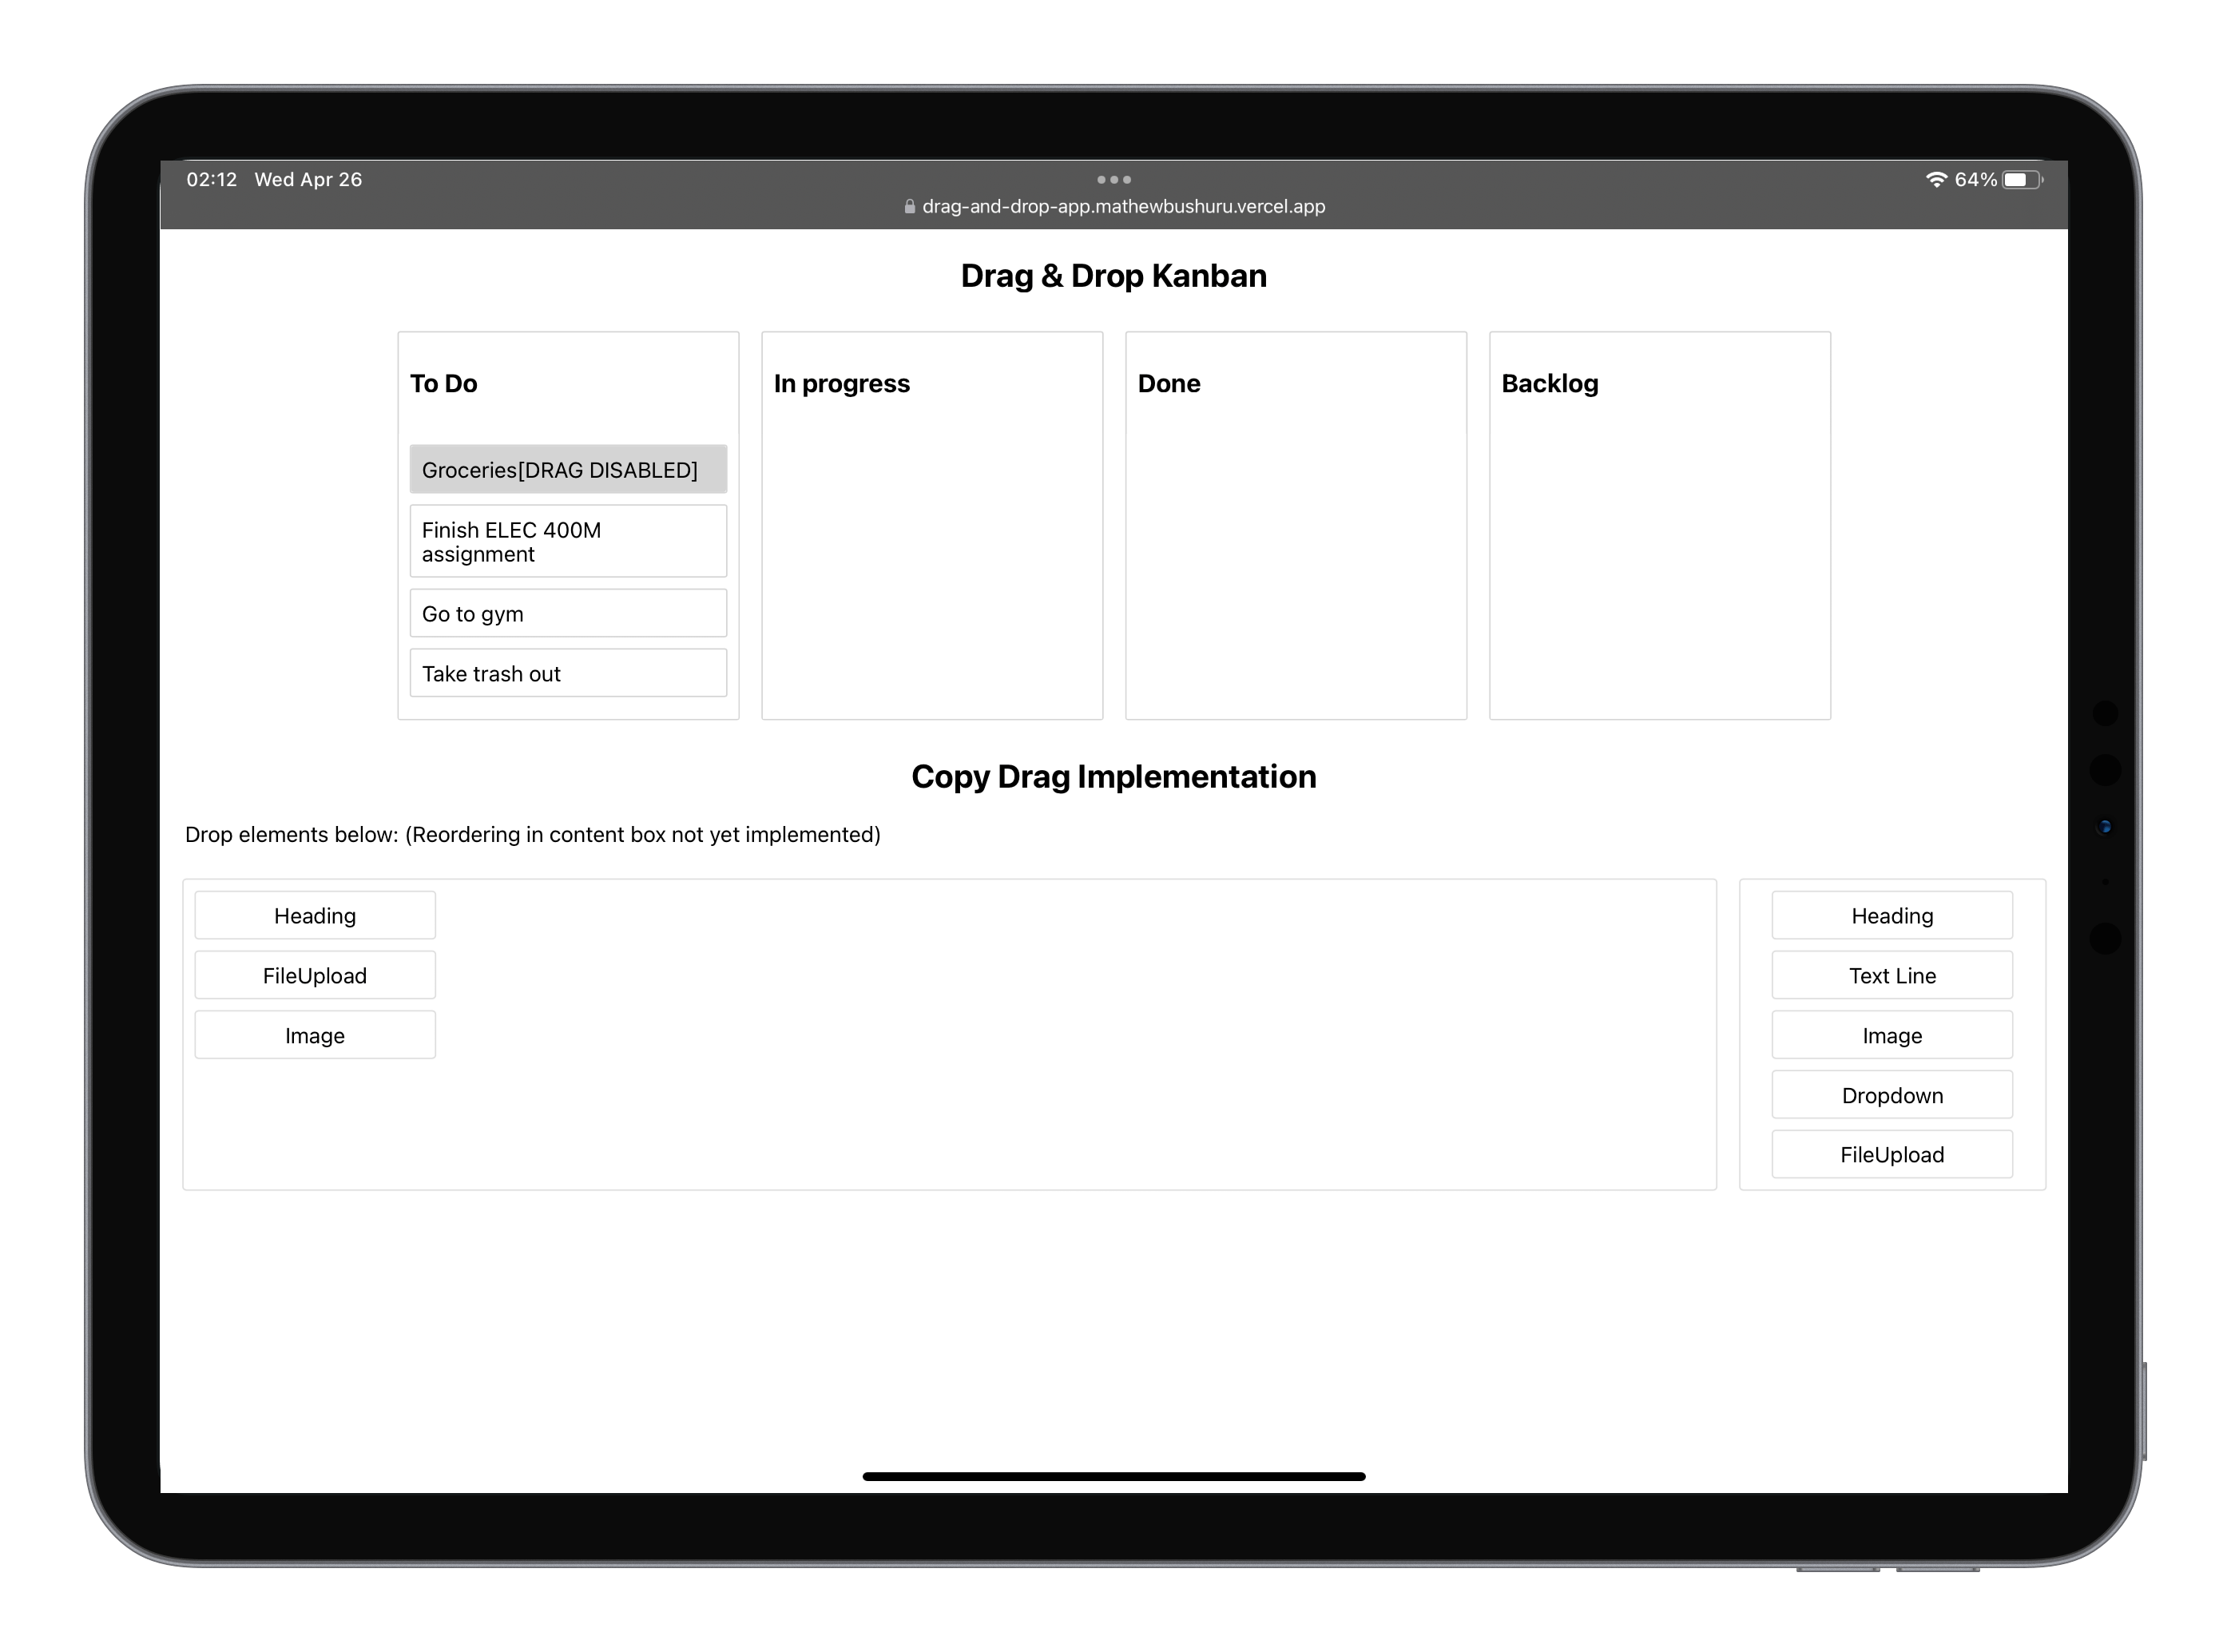 02:12 Wed Apr 26
64%
drag-and-drop-app.mathewbushuru.vercel.app
Drag & Drop Kanban
To Do
Groceries[DRAG DISABLED]
Finish ELEC 400M
assignment
Go to gym
Take trash out
In progress
Done
Backlog
Copy Drag Implementation
Drop elements below: (Reordering in content box not yet implemented)
Heading
FileUpload
Image
Heading
Text Line
Image
Dropdown
FileUpload